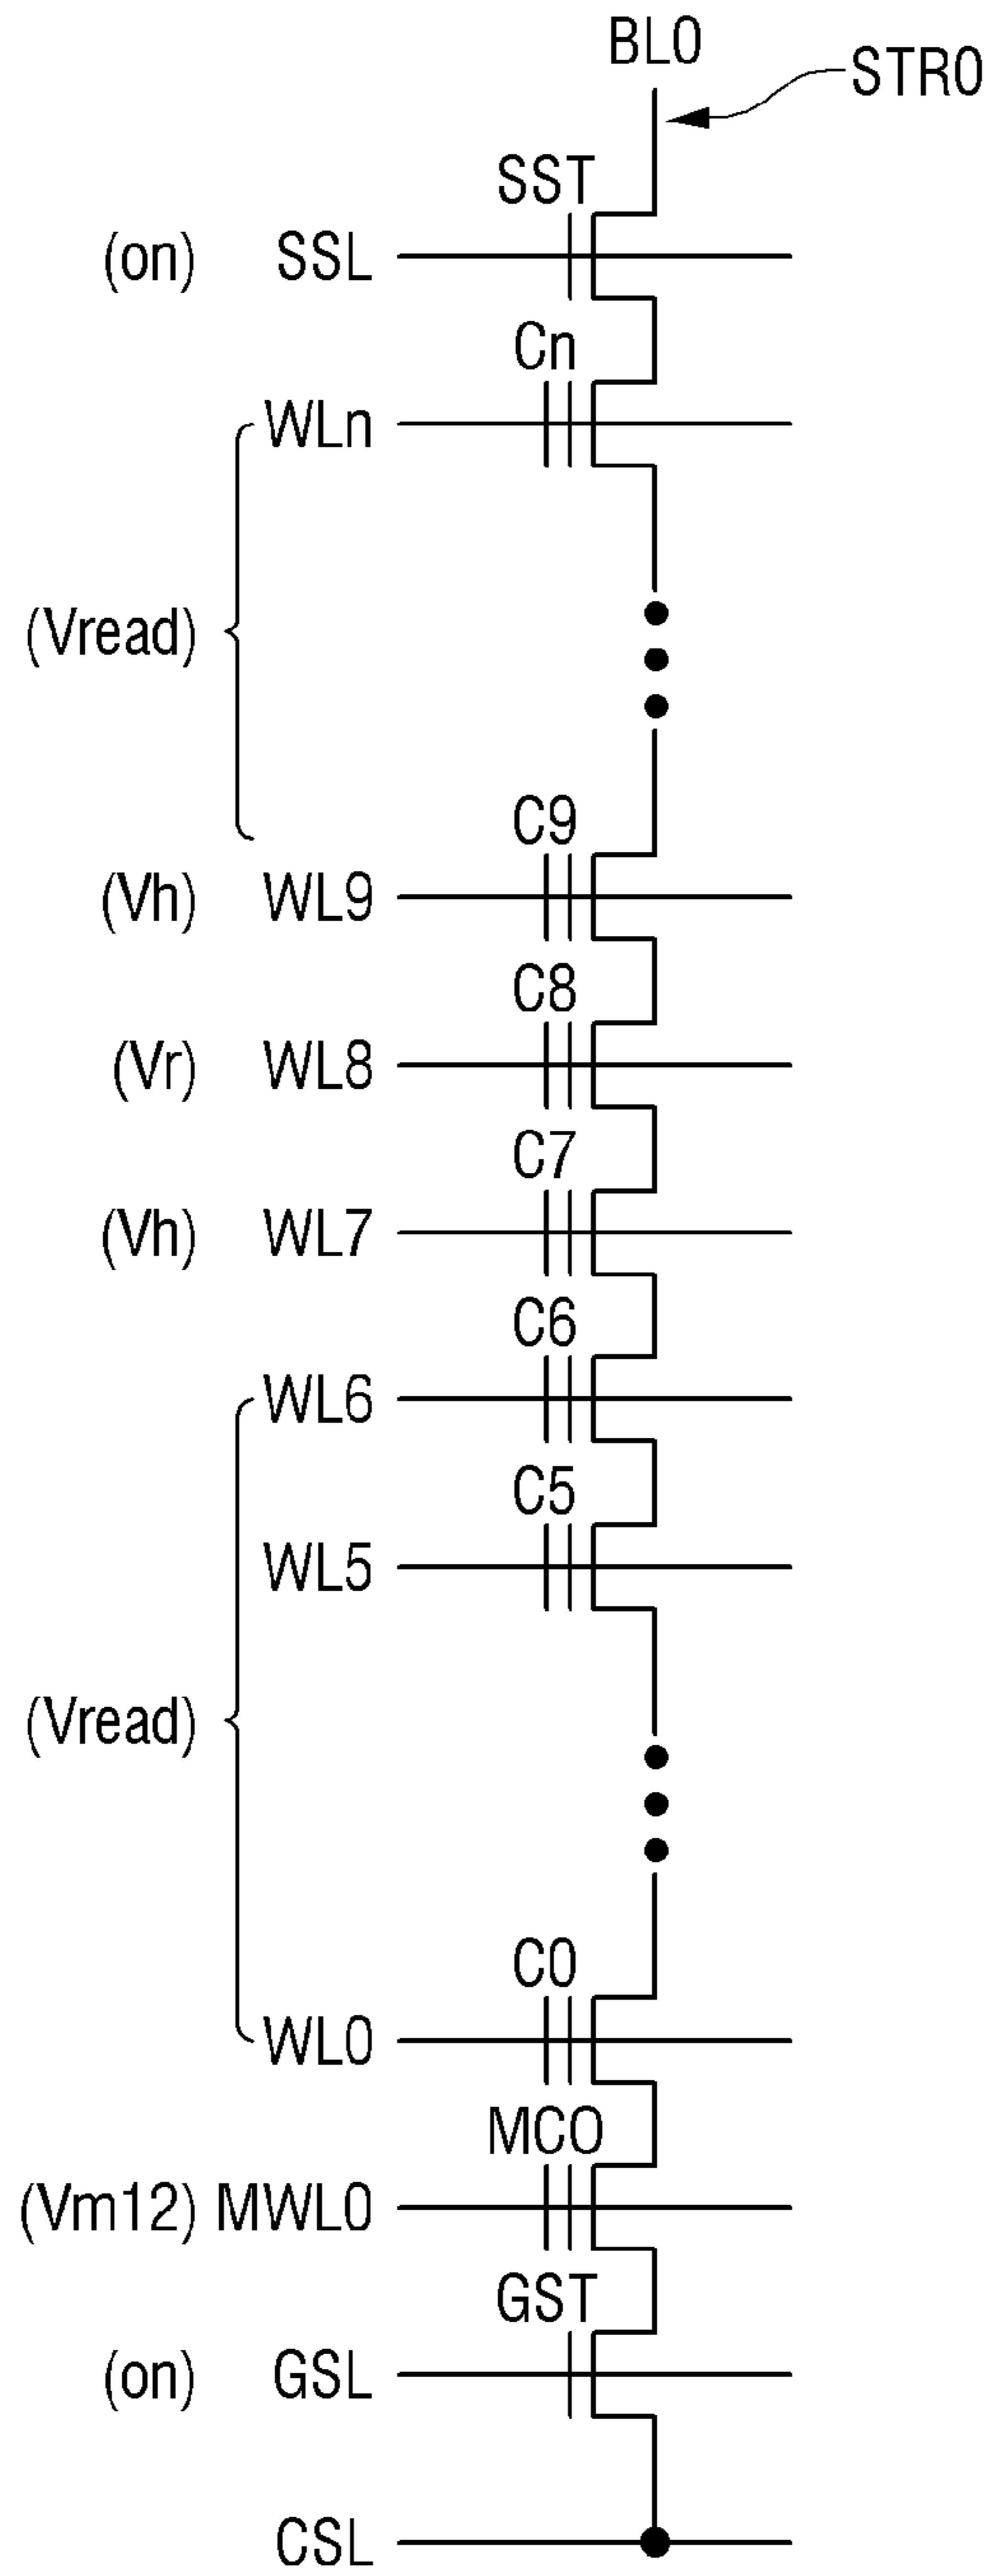 BL0
STR0
SST
(on) SSL
Cn
WLn
(Vread)
C9
(Vh) WL9
C8
(Vr) WL8
C7
(Vh) WL7
C6
WL6
C5
WL5
(Vread)
C0
WL0
MCO
(Vm12) MWL0
GST
(on) GSL
CSL